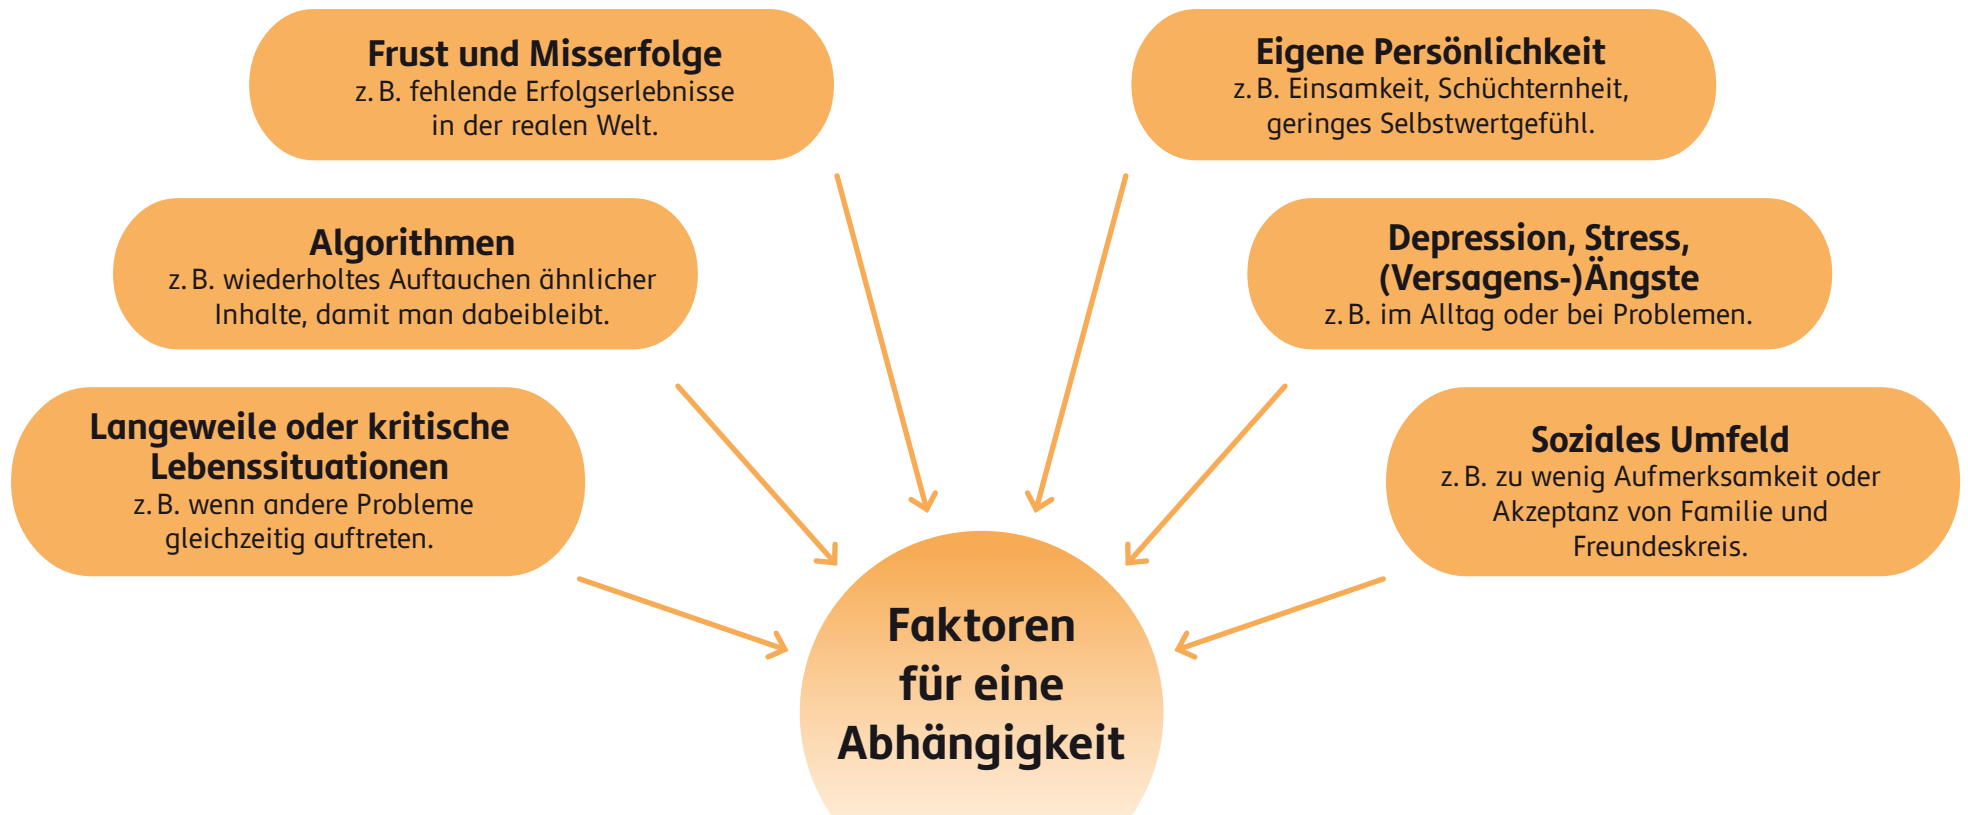 Frust und Misserfolge
z. B. fehlende Erfolgserlebnisse
in der realen Welt.
Eigene Persönlichkeit
z. B. Einsamkeit, Schüchternheit,
geringes Selbstwertgefühl.
Algorithmen
z. B. wiederholtes Auftauchen ähnlicher
Inhalte, damit man dabeibleibt.
Depression, Stress,
(Versagens-)Ängste
z. B. im Alltag oder bei Problemen.
Langeweile oder kritische
Lebenssituationen
z. B. wenn andere Probleme
gleichzeitig auftreten.
Soziales Umfeld
z. B. zu wenig Aufmerksamkeit oder
Akzeptanz von Familie und
Freundeskreis.
Faktoren
für eine
Abhängigkeit